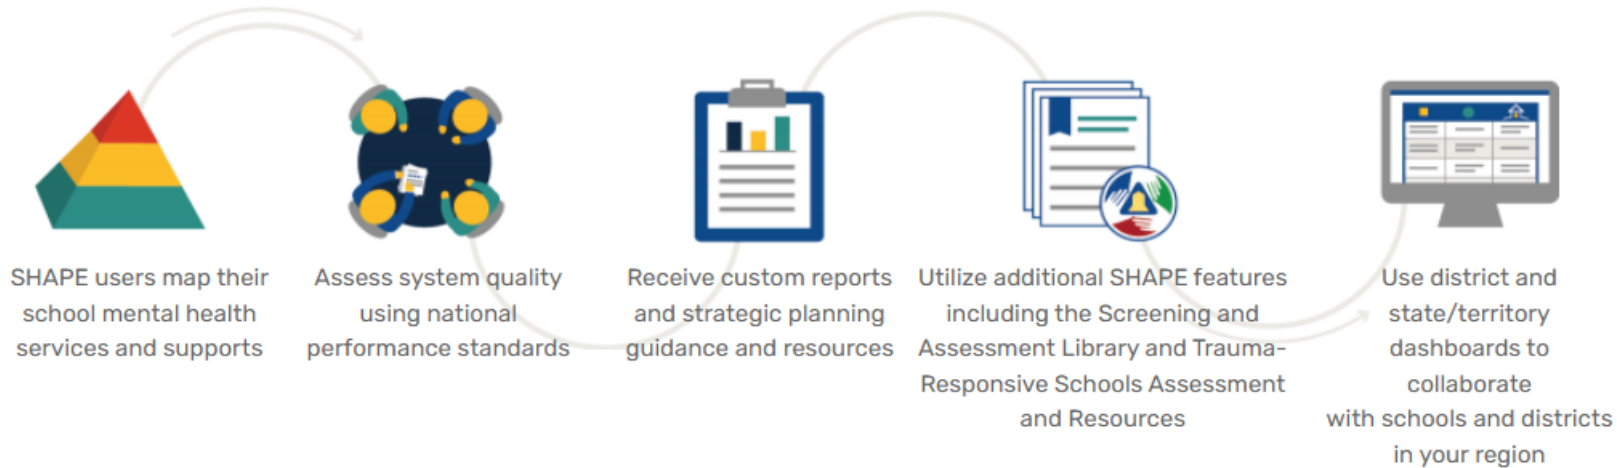 SHAPE users map their
school mental health
services and supports
Assess system quality
using national
performance standards
Receive custom reports
and strategic planning
guidance and resources
Utilize additional SHAPE features
including the Screening and
Assessment Library and Trauma-
Responsive Schools Assessment
and Resources
Use district and
state/territory
dashboards to
collaborate
with schools and districts
in your region